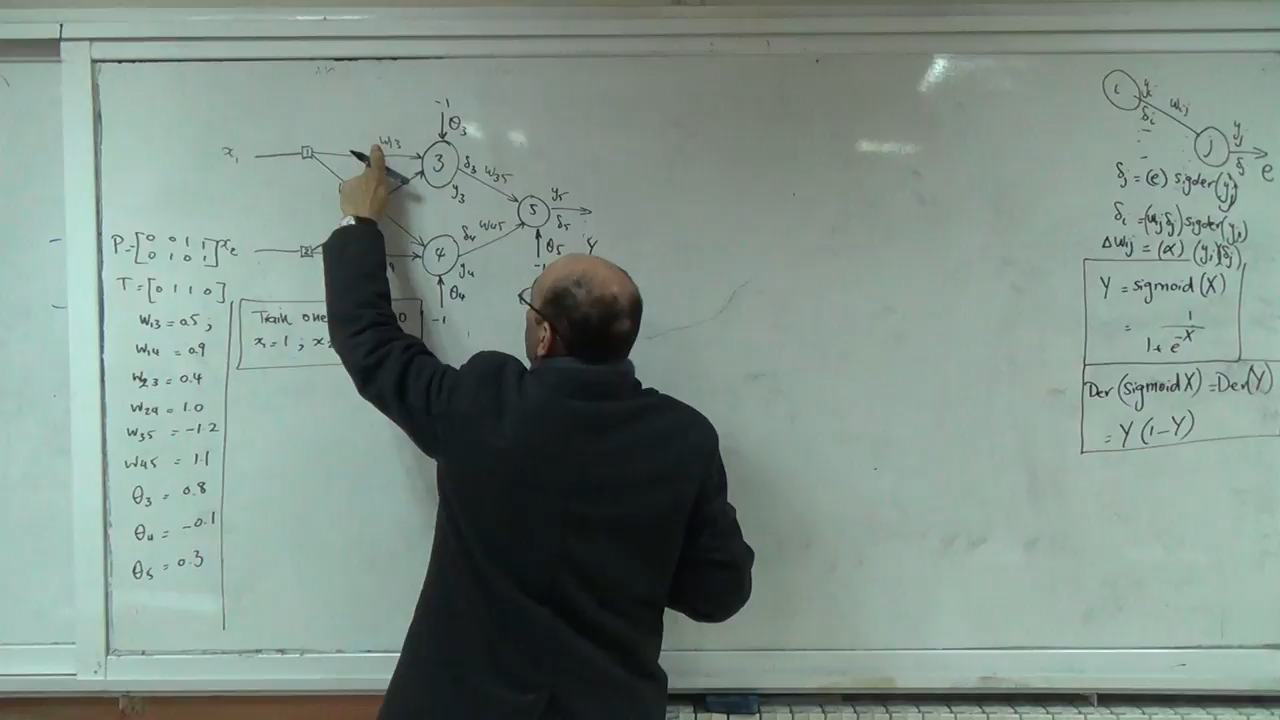 P = [0 0 1 1
0 1 0 1] x2
T = [0 1 1 0]
W13 = 0.5 ;
W14 = 0.9
W23 = 0.4
W24 = 1.0
W35 = -1.2
W45 = 1.1
θ3 = 0.8
θ4 = -0.1
θ5 = 0.3
Train one
x1 = 1 ; x
x1
1
2
W13
-1
θ3
3
y3
δ3 W35
4
y4
δ4 W45
θ4
-1
5
y5
δ5
θ5
-1
Y
i
yi
δi
Wij
j
yj
δj
e
δj = (e) sigder(yj)
δi = (Wij δj) sigder(yi)
ΔWij = (α) (yi)(δj)
Y = sigmoid (X)
= 1
1 + e^-X
Der (sigmoid X) = Der(Y)
= Y (1 - Y)